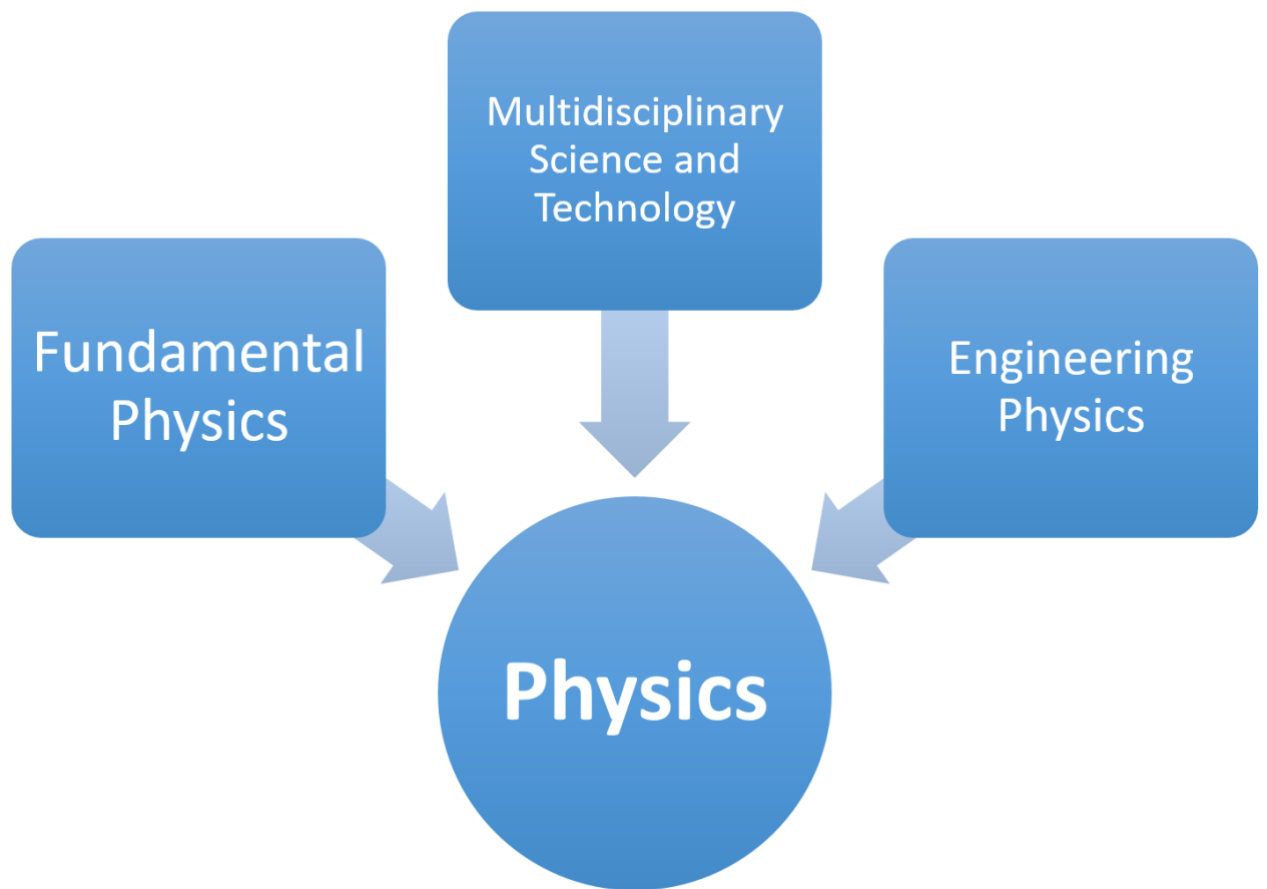 Multidisciplinary
Science and
Technology
Fundamental
Physics
Engineering
Physics
Physics